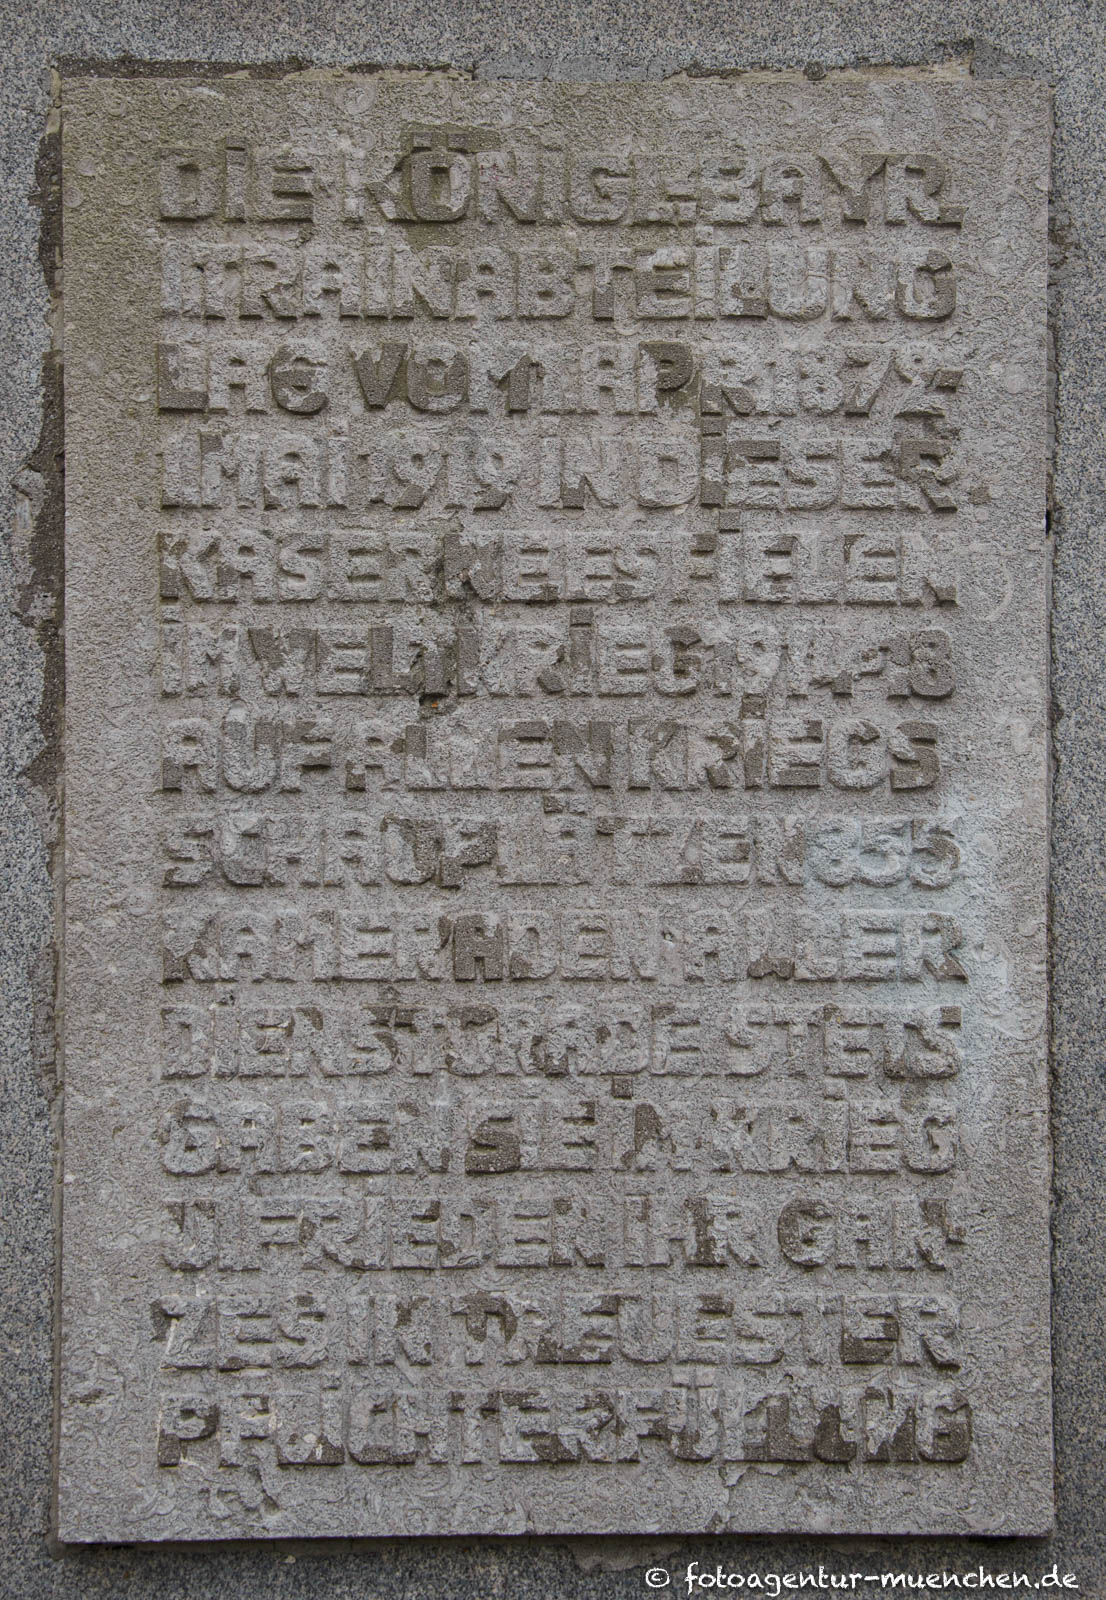 DIE KÖNIGL. BAYR.
I. TRAINABTEILUNG
LAG VOM 1. APR. 1872-
1. MAI 1919 IN DIESER
KASERNE ES FIELEN
IM WELTKRIEG 1914-18
AUF ALLEN KRIEGS
SCHAUPLÄTZEN 855
KAMERADEN ALLER
DIENSTGRADE STETS
GABEN SIE IN KRIEG
U. FRIEDEN IHR GAN-
ZES IN TREUESTER
PFLICHTERFÜLLUNG
© fotoagentur-muenchen.de